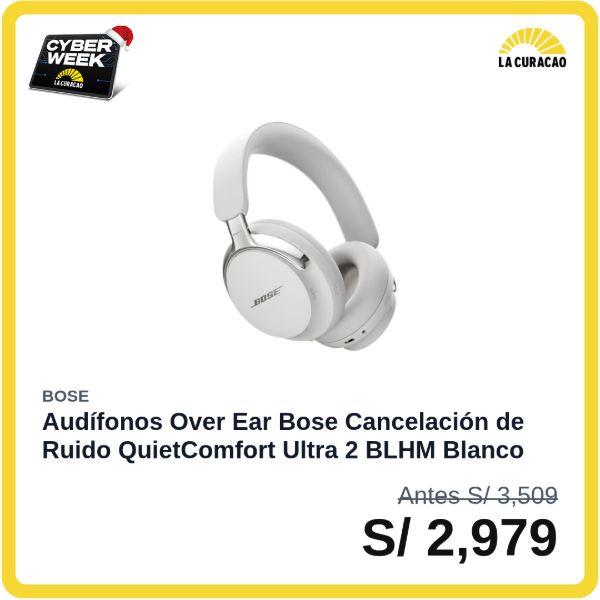 CYBER
WEEK
LA CURACAO
LA CURACAO
BOSE
BOSE
Audífonos Over Ear Bose Cancelación de
Ruido QuietComfort Ultra 2 BLHM Blanco
Antes S/ 3,509
S/ 2,979